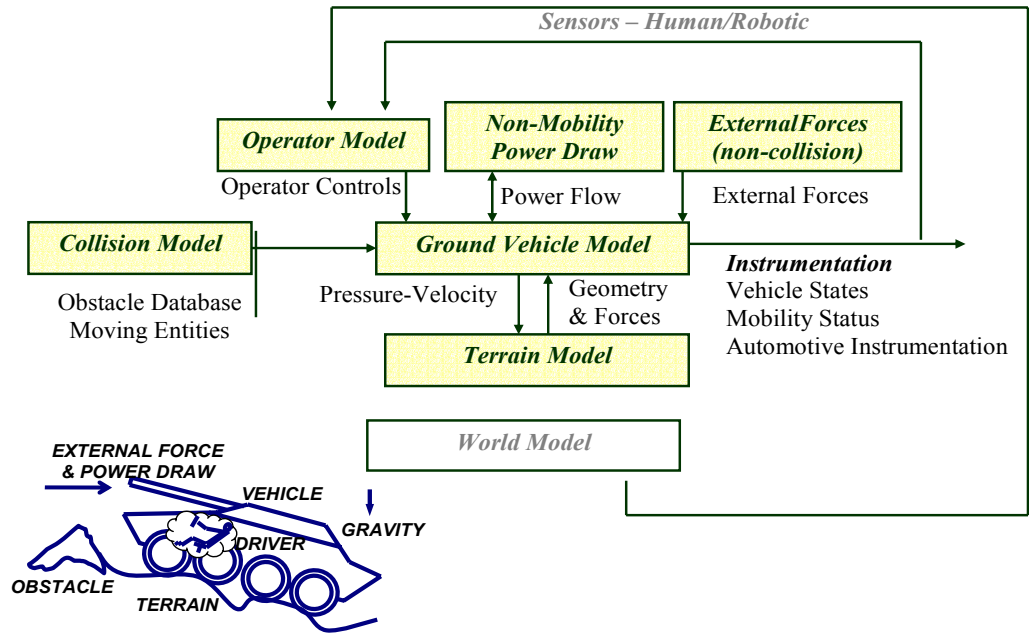 Sensors – Human/Robotic
Operator Model
Non-Mobility
Power Draw
ExternalForces
(non-collision)
Operator Controls
Power Flow
External Forces
Collision Model
Ground Vehicle Model
Obstacle Database
Moving Entities
Pressure-Velocity
Geometry
& Forces
Instrumentation
Vehicle States
Mobility Status
Automotive Instrumentation
Terrain Model
World Model
EXTERNAL FORCE
& POWER DRAW
VEHICLE
GRAVITY
DRIVER
OBSTACLE
TERRAIN